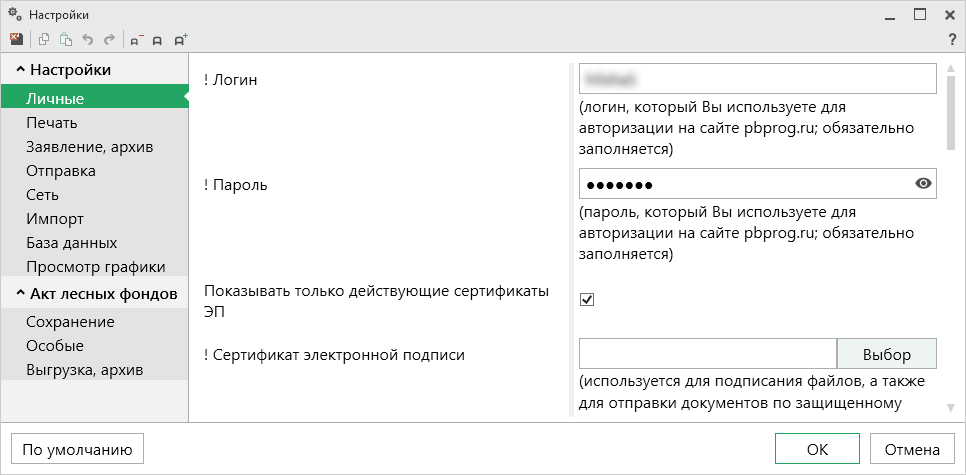 Настройки
?
Настройки
Личные
Печать
Заявление, архив
Отправка
Сеть
Импорт
База данных
Просмотр графики
Акт лесных фондов
Сохранение
Особые
Выгрузка, архив
! Логин
(логин, который Вы используете для
авторизации на сайте pbprog.ru; обязательно
заполняется)
! Пароль
(пароль, который Вы используете для
авторизации на сайте pbprog.ru; обязательно
заполняется)
Показывать только действующие сертификаты
ЭП
! Сертификат электронной подписи
Выбор
(используется для подписания файлов, а также
для отправки документов по защищенному
По умолчанию
ОК
Отмена